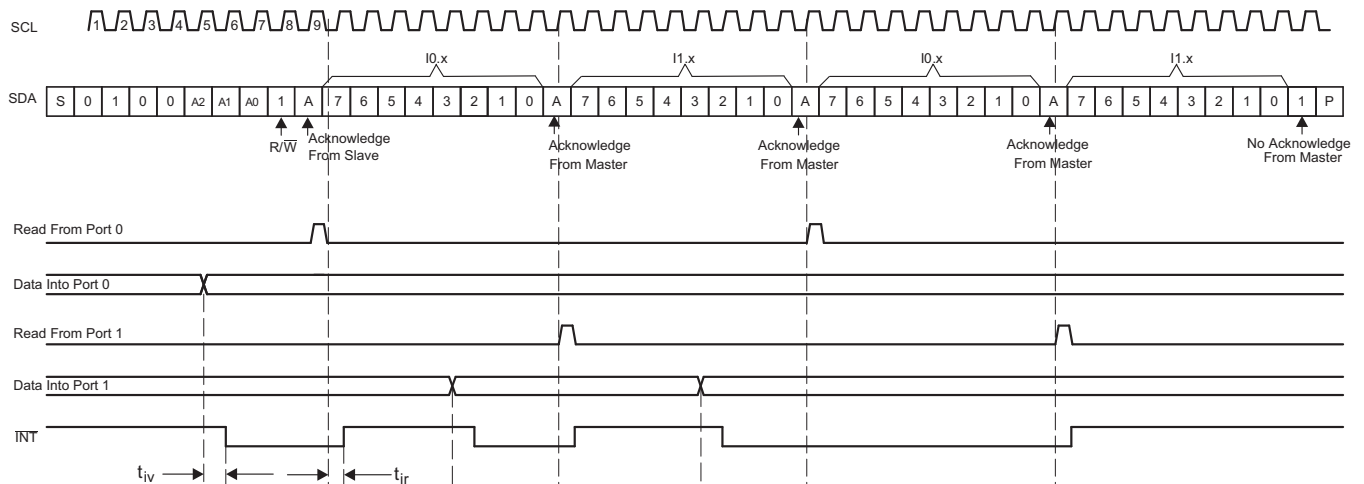 SCL 1 2 3 4 5 6 7 8 9
I0.x I1.x I0.x I1.x
SDA S 0 1 0 0 A2 A1 A0 1 A 7 6 5 4 3 2 1 0 A 7 6 5 4 3 2 1 0 A 7 6 5 4 3 2 1 0 A 7 6 5 4 3 2 1 0 1 P
R/W̅
Acknowledge
From Slave
Acknowledge
From Master
Acknowledge
From Master
Acknowledge
From Master
No Acknowledge
From Master
Read From Port 0
Data Into Port 0
Read From Port 1
Data Into Port 1
I̅N̅T̅
tiv tir